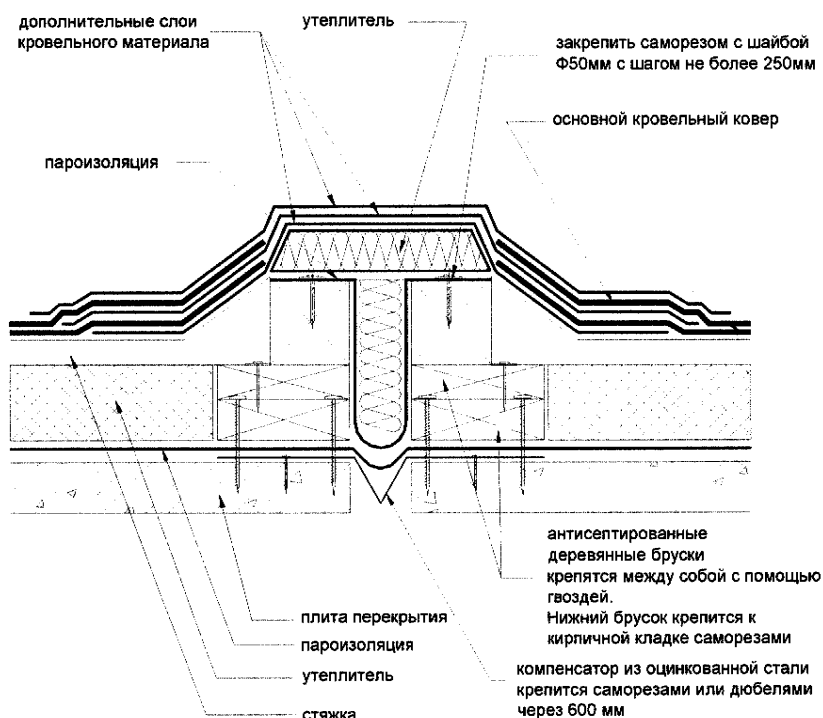 дополнительные слои
кровельного материала
утеплитель
закрепить саморезом с шайбой
Ф50мм с шагом не более 250мм
основной кровельный ковер
пароизоляция
антисептированные
деревянные бруски
крепятся между собой с помощью
гвоздей.
Нижний брусок крепится к
кирпичной кладке саморезами
плита перекрытия
пароизоляция
утеплитель
стяжка
компенсатор из оцинкованной стали
крепится саморезами или дюбелями
через 600 мм